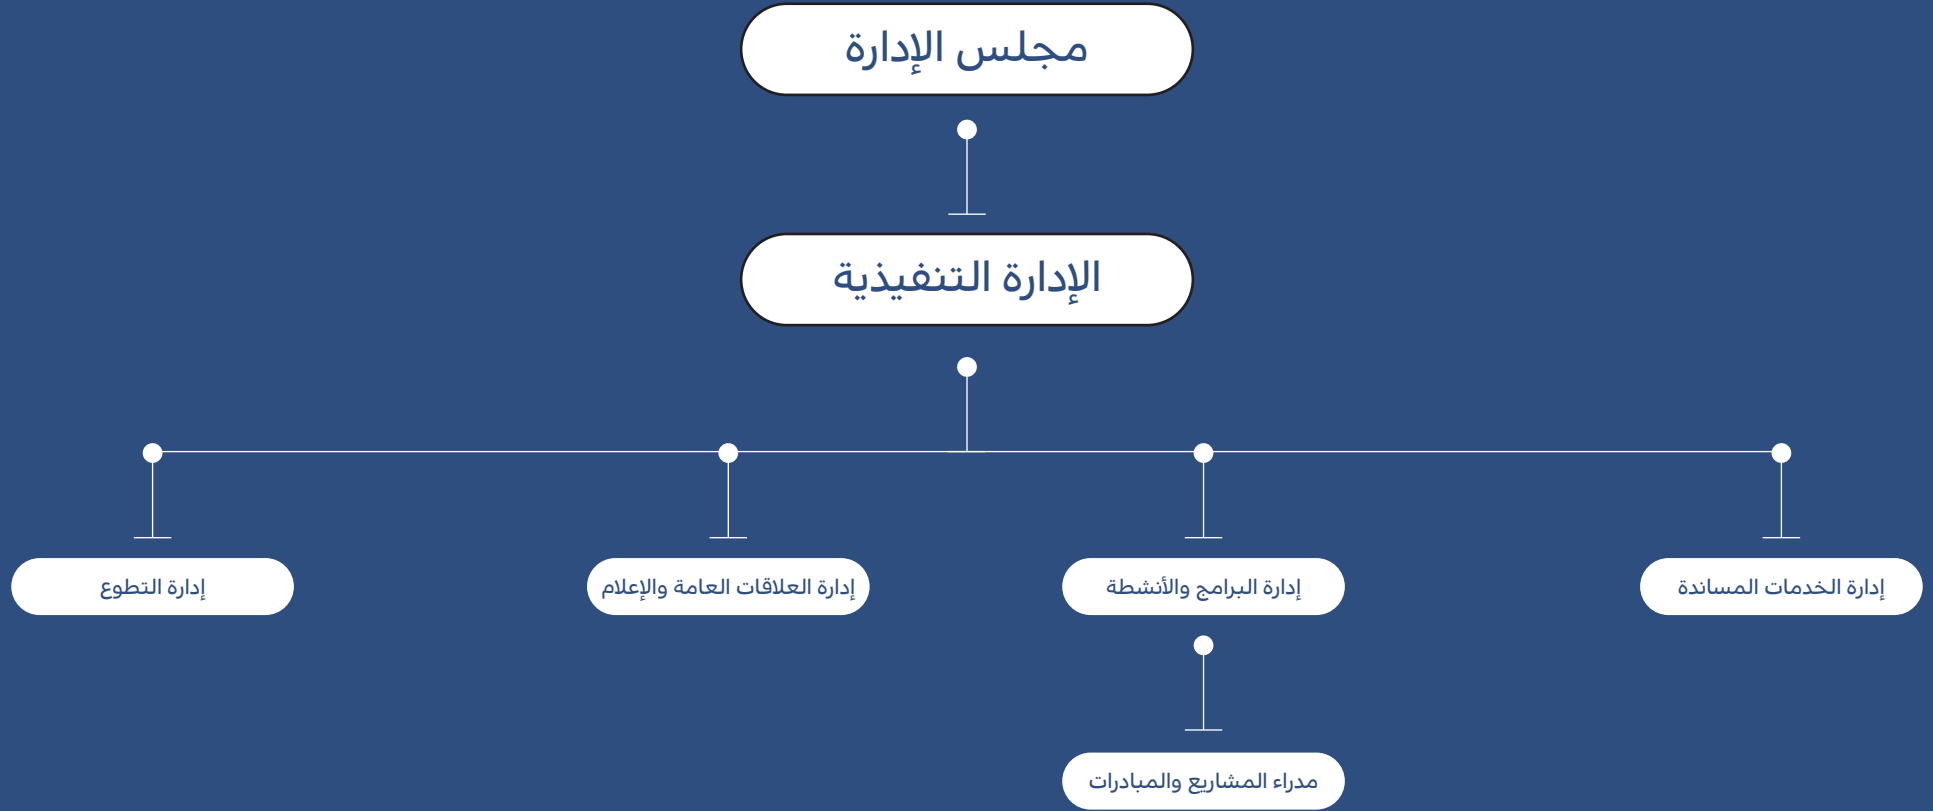 مجلس الإدارة
الإدارة التنفيذية
إدارة الخدمات المساندة
إدارة البرامج والأنشطة
إدارة العلاقات العامة والإعلام
إدارة التطوع
مدراء المشاريع والمبادرات